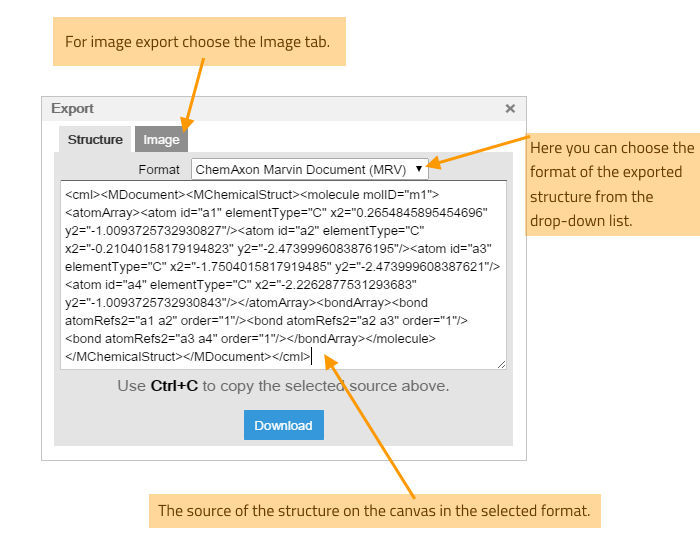 For image export choose the Image tab.
Export ×
Structure Image
Format ChemAxon Marvin Document (MRV) ▼
Here you can choose the
format of the exported
structure from the
drop-down list.
<cml><MDocument><MChemicalStruct><molecule molID="m1">
<atomArray><atom id="a1" elementType="C" x2="0.2654845895454696"
y2="-1.0093725732930827"/><atom id="a2" elementType="C"
x2="-0.21040158179194823" y2="-2.4739996083876195"/><atom id="a3"
elementType="C" x2="-1.7504015817919485" y2="-2.473999608387621"/>
<atom id="a4" elementType="C" x2="-2.2262877531293683"
y2="-1.0093725732930843"/></atomArray><bondArray><bond
atomRefs2="a1 a2" order="1"/><bond atomRefs2="a2 a3" order="1"/>
<bond atomRefs2="a3 a4" order="1"/></bondArray></molecule>
</MChemicalStruct></MDocument></cml>
Use Ctrl+C to copy the selected source above.
Download
The source of the structure on the canvas in the selected format.